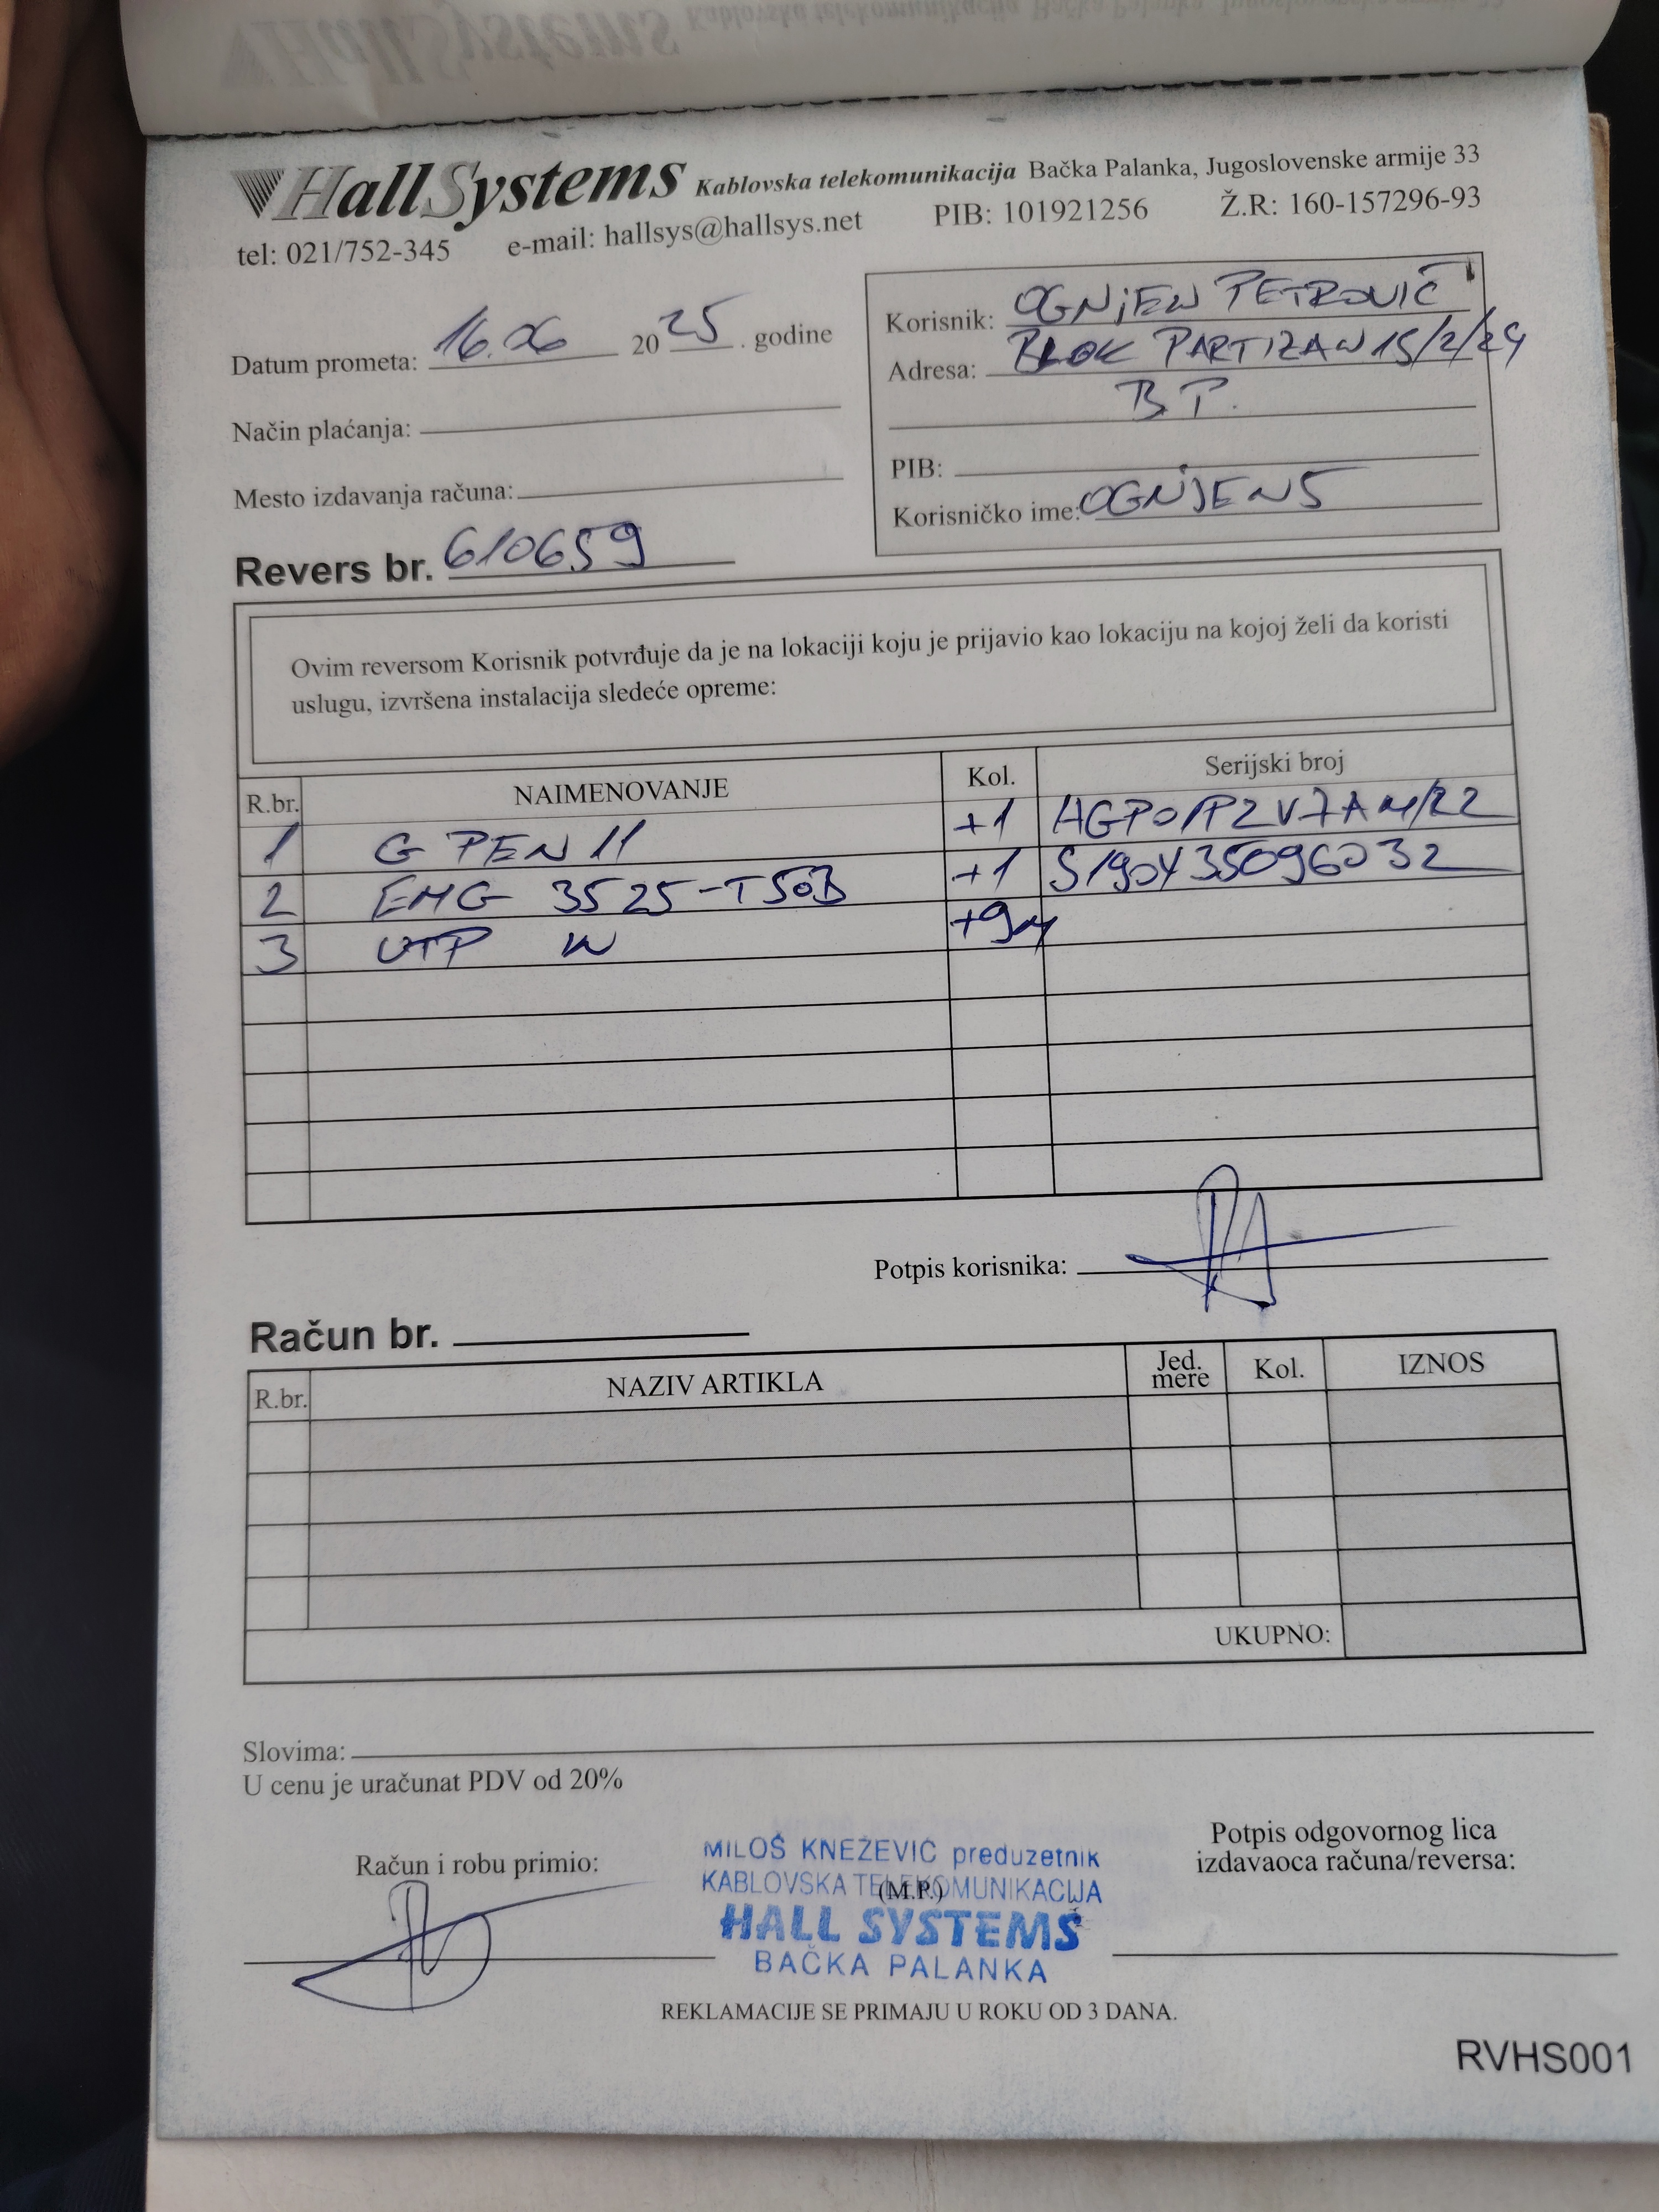 HallSystems Kablovska telekomunikacija Bačka Palanka, Jugoslovenske armije 33
tel: 021/752-345 e-mail: hallsys@hallsys.net PIB: 101921256 Ž.R: 160-157296-93
Datum prometa: 16.06 2025. godine
Način plaćanja:
Mesto izdavanja računa:
Korisnik: OGNJEN PETROVIĆ
Adresa: BLOK PARTIZAN 15/2/24
B P.
PIB:
Korisničko ime: OGNJEN5
Revers br. 610659
Ovim reversom Korisnik potvrđuje da je na lokaciji koju je prijavio kao lokaciju na kojoj želi da koristi
uslugu, izvršena instalacija sledeće opreme:
R.br. NAIMENOVANJE Kol. Serijski broj
1 G PEN 11 +1
2 EMG 3525-T50B +1 S190Y35096032
3 UTP N +9m
Potpis korisnika:
Račun br.
R.br. NAZIV ARTIKLA Jed. mere Kol. IZNOS
UKUPNO:
Slovima:
U cenu je uračunat PDV od 20%
Račun i robu primio:
MILOŠ KNEŽEVIĆ preduzetnik
KABLOVSKA TELEKOMUNIKACIJA
(M.P.)
HALL SYSTEMS
BAČKA PALANKA
Potpis odgovornog lica
izdavaoca računa/reversa:
REKLAMACIJE SE PRIMAJU U ROKU OD 3 DANA.
RVHS001